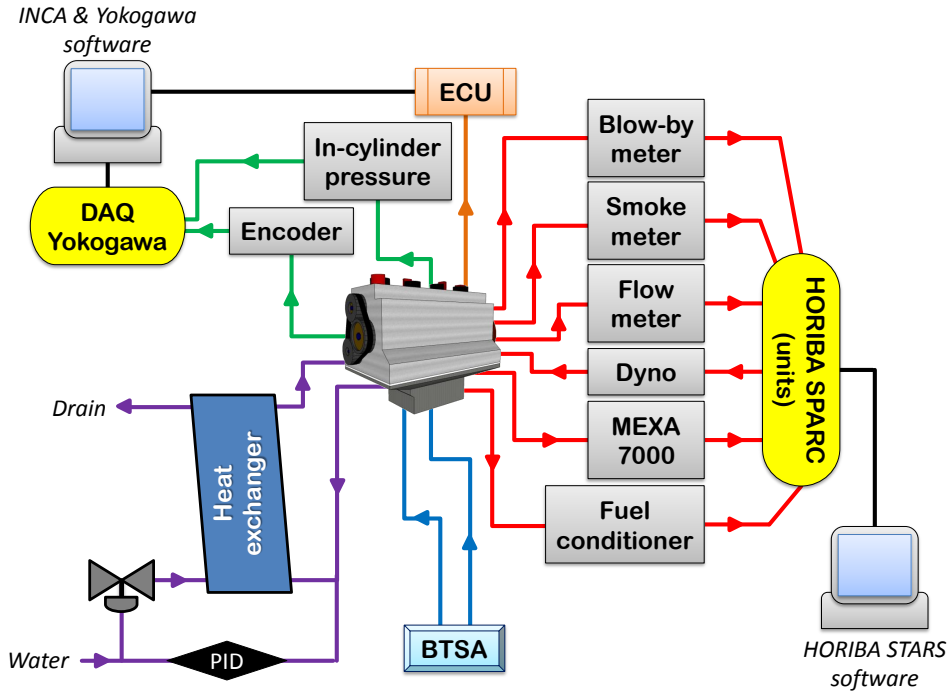 INCA & Yokogawa
software
ECU
Blow-by
meter
In-cylinder
pressure
DAQ
Yokogawa
Encoder
Smoke
meter
Flow
meter
HORIBA SPARC
(units)
Dyno
Drain
MEXA
7000
Heat
exchanger
Fuel
conditioner
Water
PID
BTSA
HORIBA STARS
software